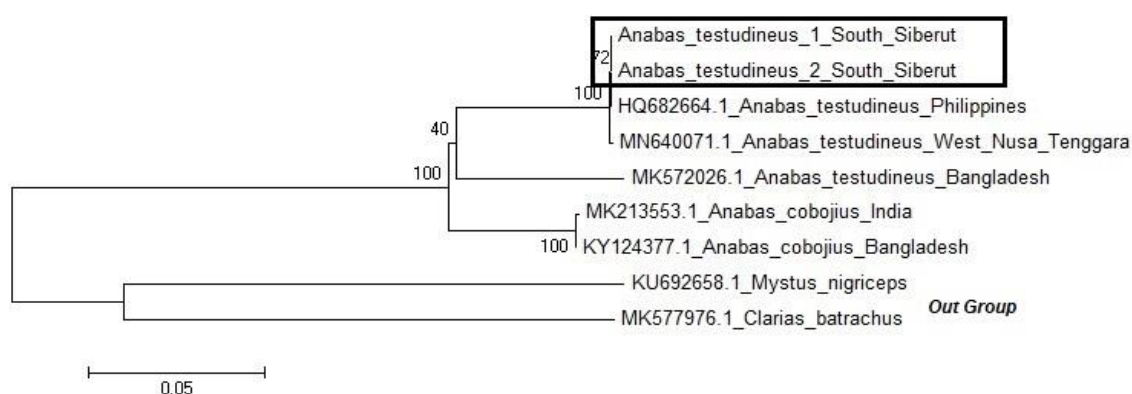 Anabas_testudineus_1_South_Siberut
72
Anabas_testudineus_2_South_Siberut
100
HQ682664.1_Anabas_testudineus_Philippines
40
MN640071.1_Anabas_testudineus_West_Nusa_Tenggara
100
MK572026.1_Anabas_testudineus_Bangladesh
MK213553.1_Anabas_cobojius_India
100
KY124377.1_Anabas_cobojius_Bangladesh
KU692658.1_Mystus_nigriceps
Out Group
MK577976.1_Clarias_batrachus
0.05